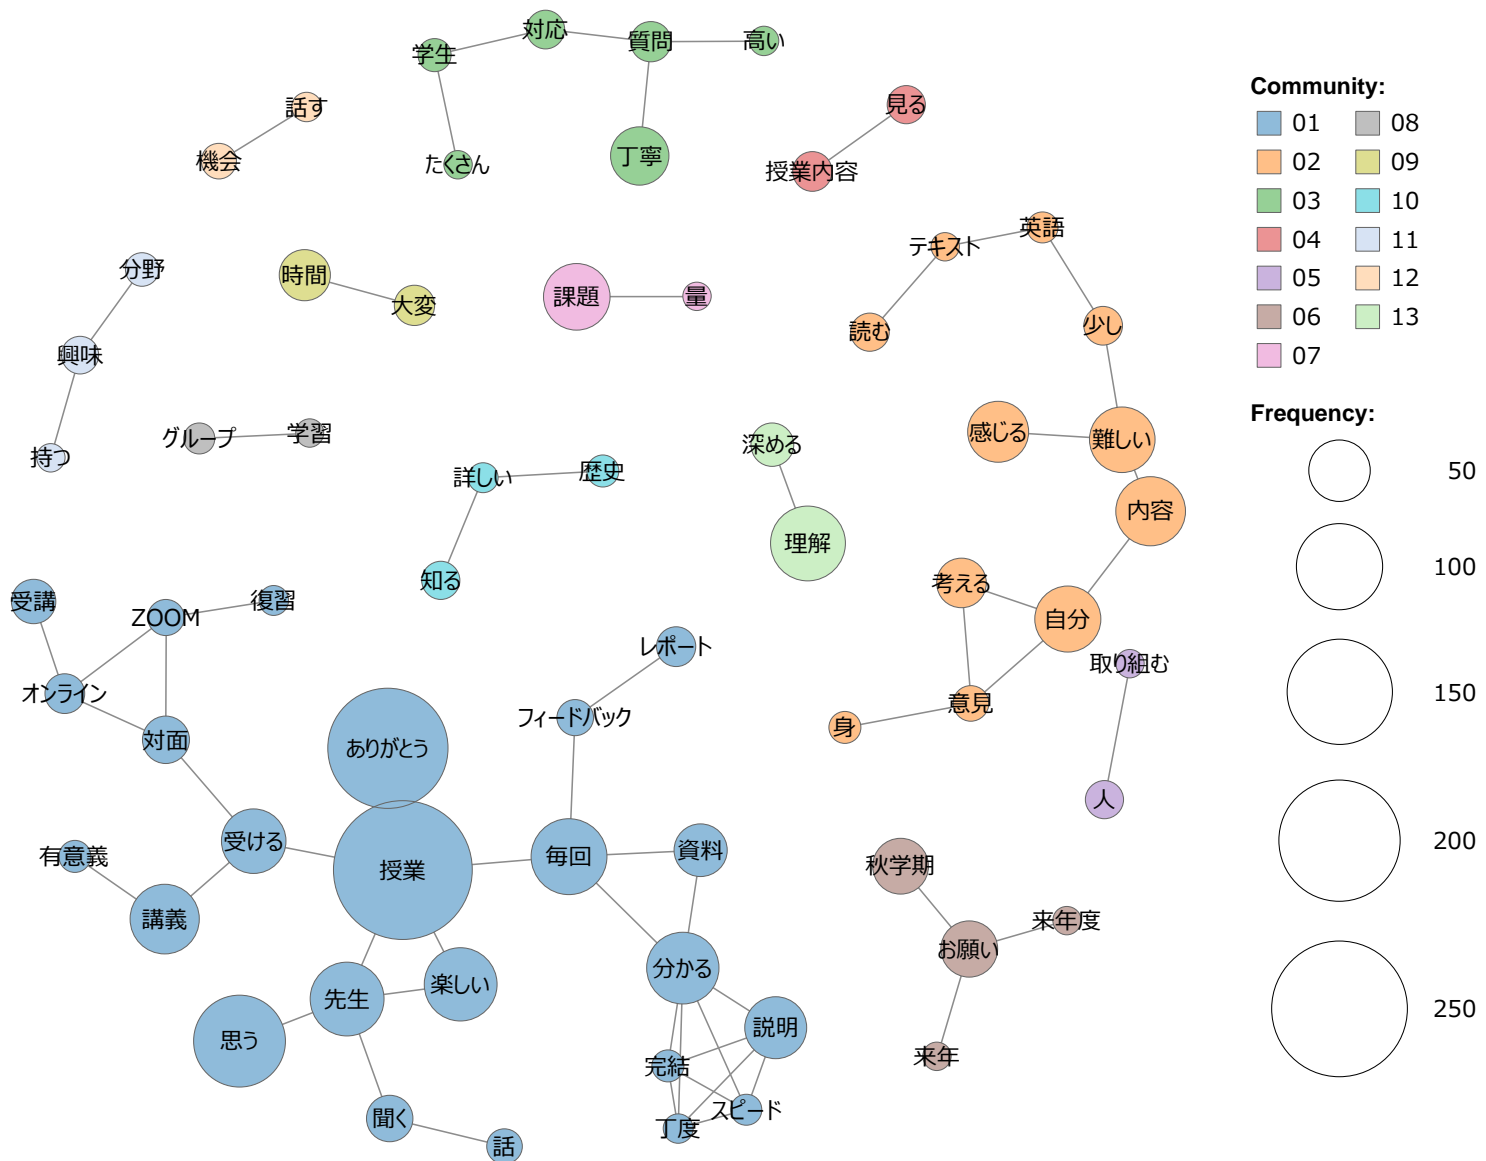 対応
質問
高い
学生
たくさん
丁寧
話す
機会
見る
授業内容
英語
テキスト
読む
少し
感じる
難しい
内容
考える
自分
意見
身
分野
興味
持つ
時間
大変
課題
量
グループ
学習
詳しい
歴史
知る
深める
理解
受講
ZOOM
復習
オンライン
対面
レポート
フィードバック
ありがとう
授業
受ける
有意義
講義
毎回
資料
分かる
説明
完結
丁度
スピード
先生
楽しい
思う
聞く
話
取り組む
人
秋学期
お願い
来年度
来年
Community:
01
02
03
04
05
06
07
08
09
10
11
12
13
Frequency:
50
100
150
200
250